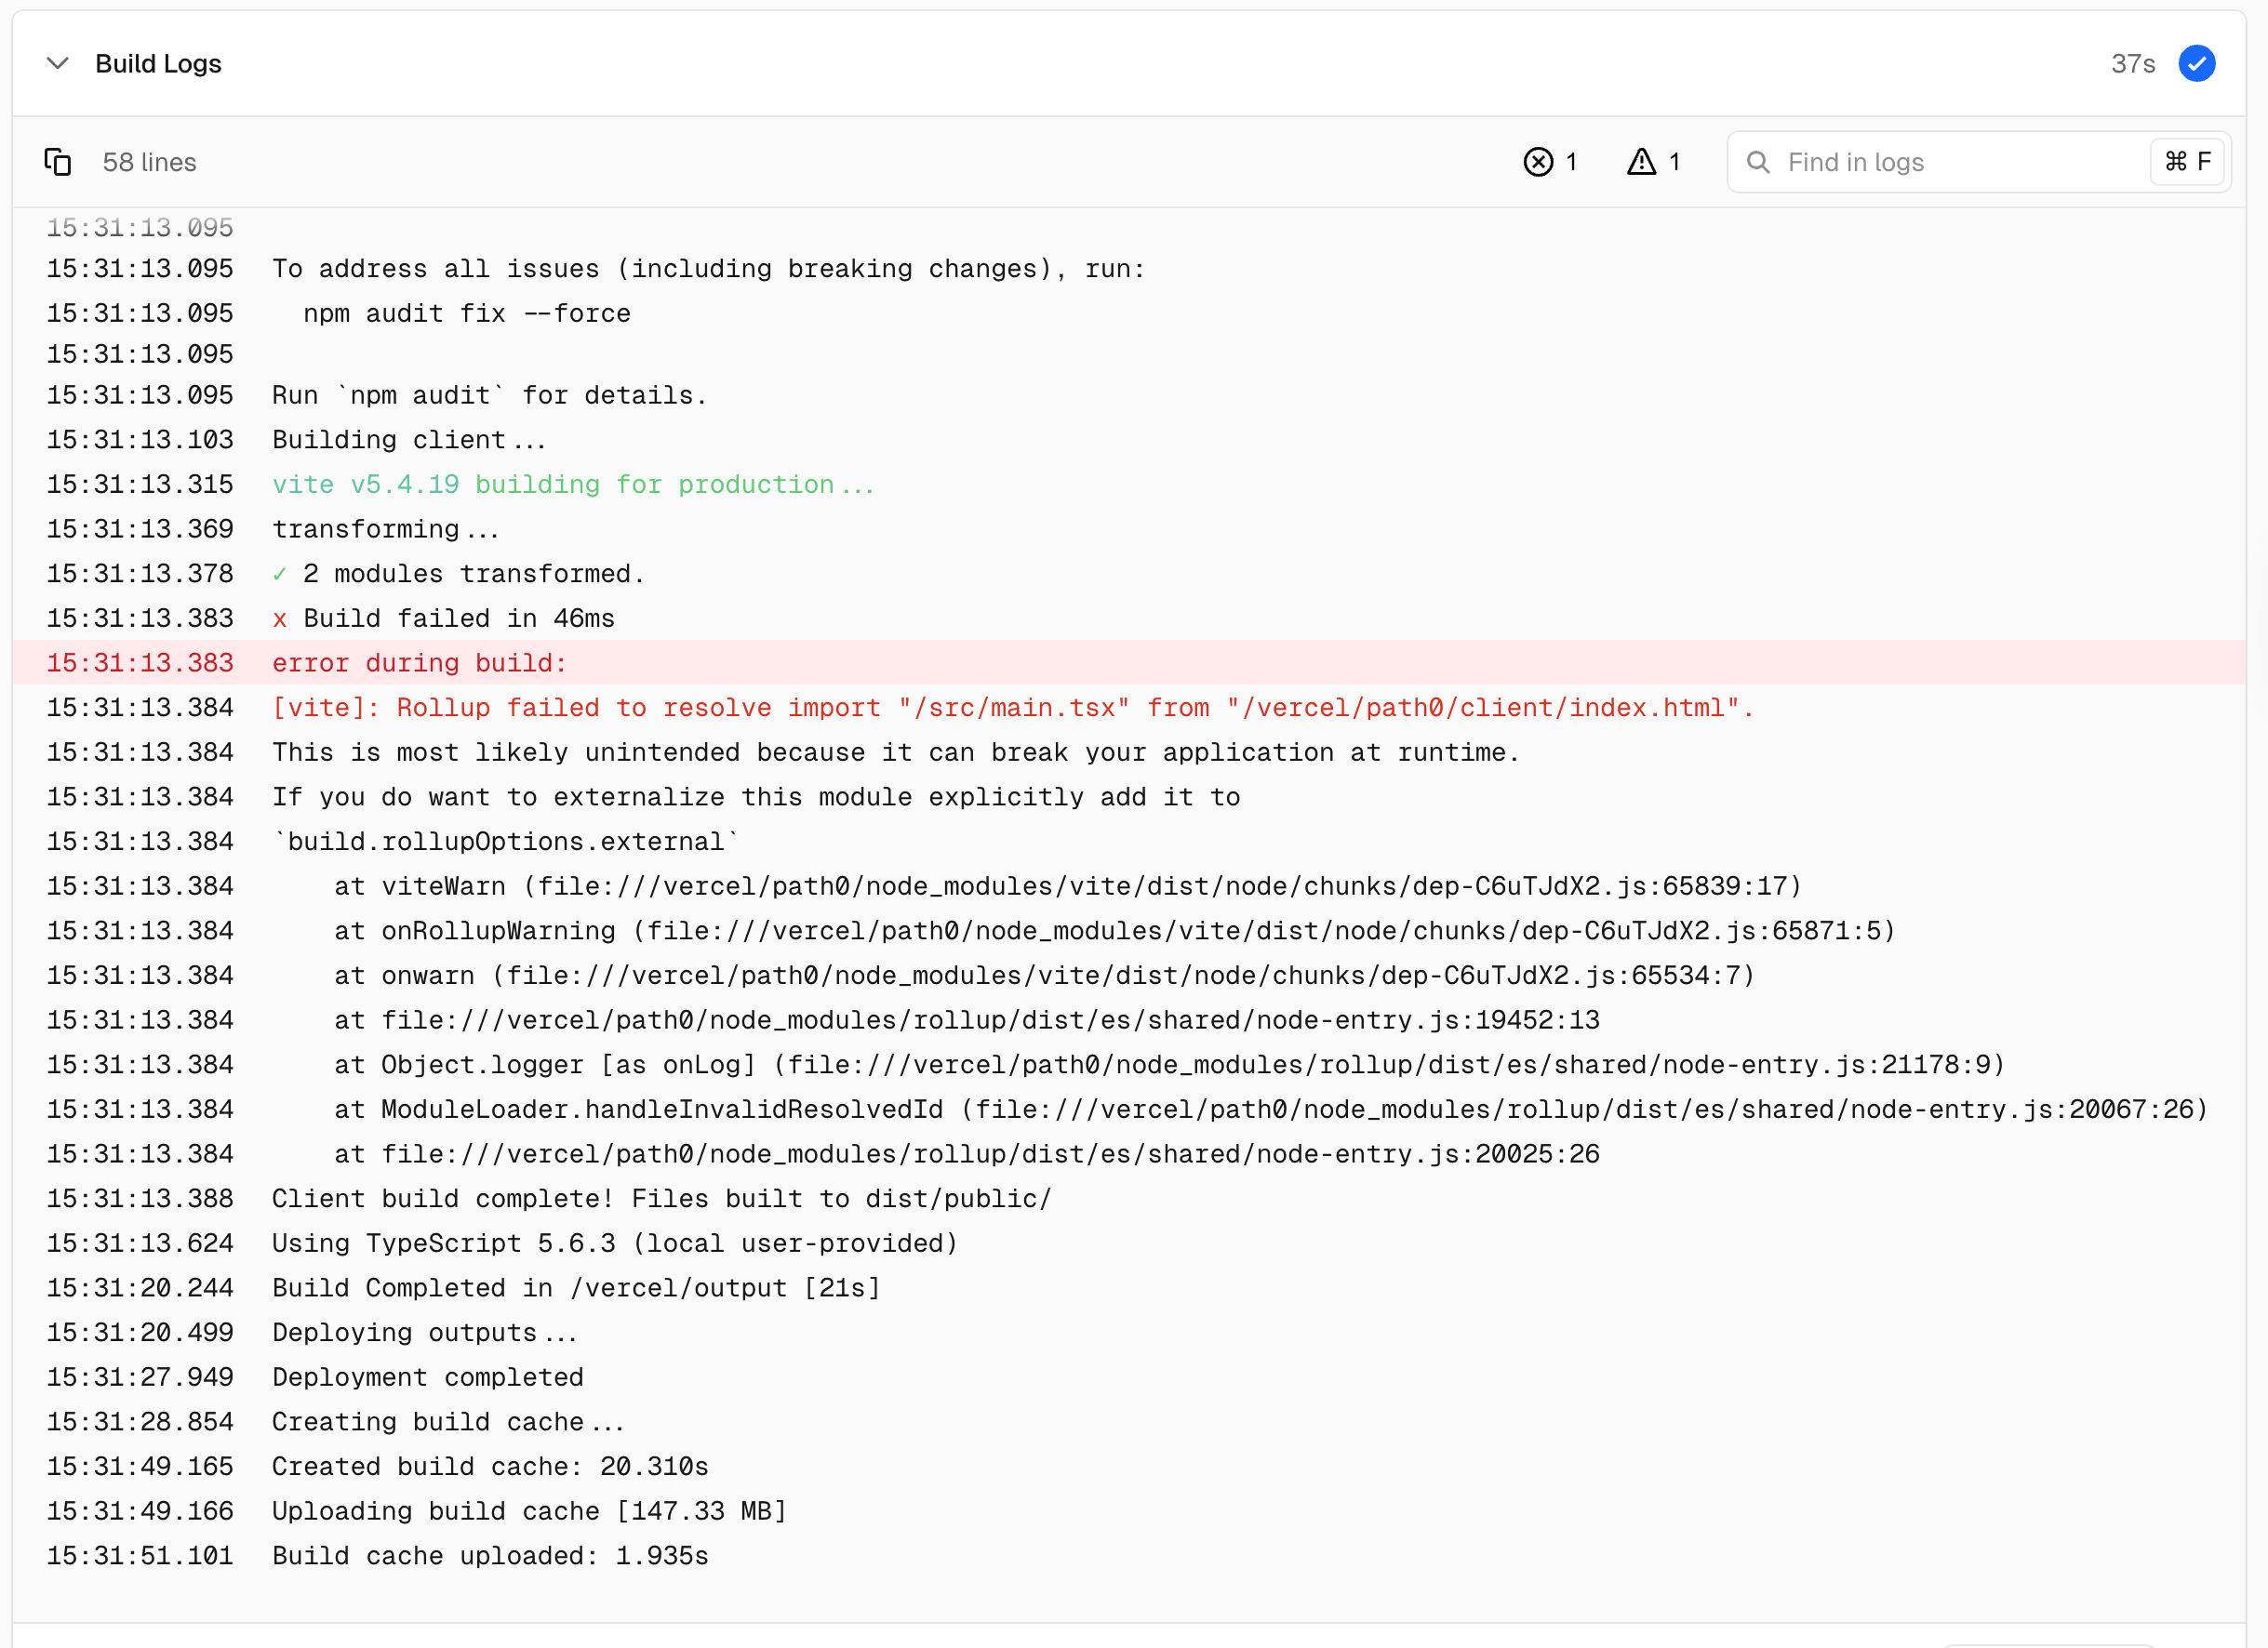 Build Logs 37s
58 lines 1 1 Find in logs ⌘ F
15:31:13.095
15:31:13.095 To address all issues (including breaking changes), run:
15:31:13.095   npm audit fix --force
15:31:13.095
15:31:13.095 Run `npm audit` for details.
15:31:13.103 Building client...
15:31:13.315 vite v5.4.19 building for production...
15:31:13.369 transforming...
15:31:13.378 ✓ 2 modules transformed.
15:31:13.383 x Build failed in 46ms
15:31:13.383 error during build:
15:31:13.384 [vite]: Rollup failed to resolve import "/src/main.tsx" from "/vercel/path0/client/index.html".
15:31:13.384 This is most likely unintended because it can break your application at runtime.
15:31:13.384 If you do want to externalize this module explicitly add it to
15:31:13.384 `build.rollupOptions.external`
15:31:13.384     at viteWarn (file:///vercel/path0/node_modules/vite/dist/node/chunks/dep-C6uTJdX2.js:65839:17)
15:31:13.384     at onRollupWarning (file:///vercel/path0/node_modules/vite/dist/node/chunks/dep-C6uTJdX2.js:65871:5)
15:31:13.384     at onwarn (file:///vercel/path0/node_modules/vite/dist/node/chunks/dep-C6uTJdX2.js:65534:7)
15:31:13.384     at file:///vercel/path0/node_modules/rollup/dist/es/shared/node-entry.js:19452:13
15:31:13.384     at Object.logger [as onLog] (file:///vercel/path0/node_modules/rollup/dist/es/shared/node-entry.js:21178:9)
15:31:13.384     at ModuleLoader.handleInvalidResolvedId (file:///vercel/path0/node_modules/rollup/dist/es/shared/node-entry.js:20067:26)
15:31:13.384     at file:///vercel/path0/node_modules/rollup/dist/es/shared/node-entry.js:20025:26
15:31:13.388 Client build complete! Files built to dist/public/
15:31:13.624 Using TypeScript 5.6.3 (local user-provided)
15:31:20.244 Build Completed in /vercel/output [21s]
15:31:20.499 Deploying outputs...
15:31:27.949 Deployment completed
15:31:28.854 Creating build cache...
15:31:49.165 Created build cache: 20.310s
15:31:49.166 Uploading build cache [147.33 MB]
15:31:51.101 Build cache uploaded: 1.935s